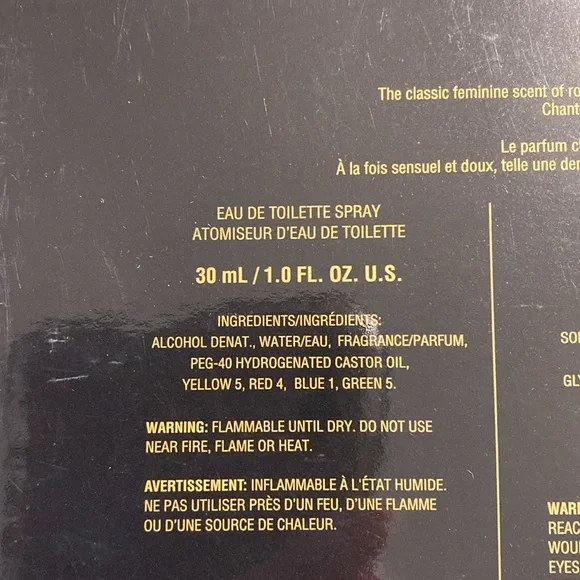 The classic feminine scent of
Le parfum
À la fois sensuel et doux, telle une
EAU DE TOILETTE SPRAY
ATOMISEUR D'EAU DE TOILETTE
30 mL / 1.0 FL. OZ. U.S.
INGREDIENTS/INGRÉDIENTS:
ALCOHOL DENAT., WATER/EAU, FRAGRANCE/PARFUM,
PEG-40 HYDROGENATED CASTOR OIL,
YELLOW 5, RED 4, BLUE 1, GREEN 5.
WARNING: FLAMMABLE UNTIL DRY. DO NOT USE
NEAR FIRE, FLAME OR HEAT.
AVERTISSEMENT: INFLAMMABLE À L'ÉTAT HUMIDE.
NE PAS UTILISER PRÈS D'UN FEU, D'UNE FLAMME
OU D'UNE SOURCE DE CHALEUR.
EYES